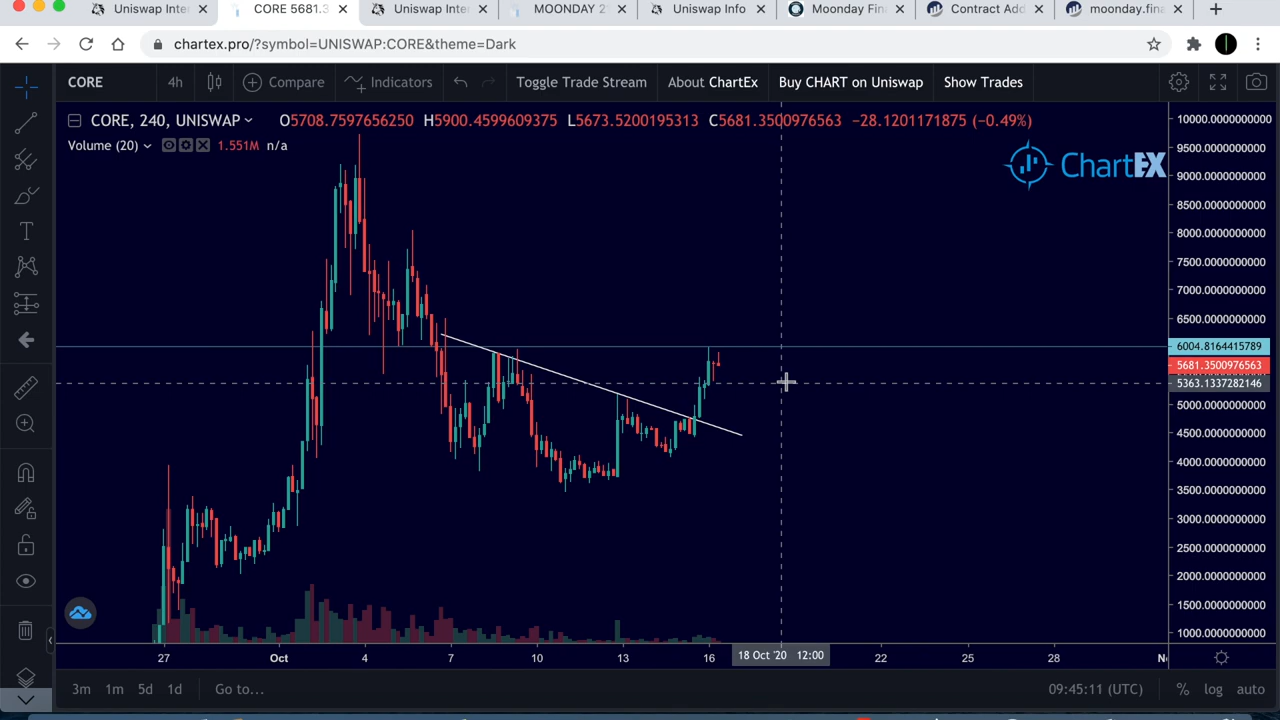 Uniswap Inte
CORE 5681.3
Uniswap Inte
MOONDAY 2
Uniswap Info
Moonday Fin
Contract Add
moonday.fina
chartex.pro/?symbol=UNISWAP:CORE&theme=Dark
CORE
4h
Compare
Indicators
Toggle Trade Stream
About ChartEx
Buy CHART on Uniswap
Show Trades
CORE, 240, UNISWAP O5708.7597656250 H5900.4599609375 L5673.5200195313 C5681.3500976563 −28.1201171875 (−0.49%)
Volume (20) 1.551M n/a
ChartEX
10000.0000000000
9500.0000000000
9000.0000000000
8500.0000000000
8000.0000000000
7500.0000000000
7000.0000000000
6500.0000000000
6004.8164415789
5681.3500976563
5363.1337282146
5000.0000000000
4500.0000000000
4000.0000000000
3500.0000000000
3000.0000000000
2500.0000000000
2000.0000000000
1500.0000000000
1000.0000000000
27 Oct 4 7 10 13 16 18 Oct '20 12:00 22 25 28
3m 1m 5d 1d Go to... 09:45:11 (UTC) % log auto